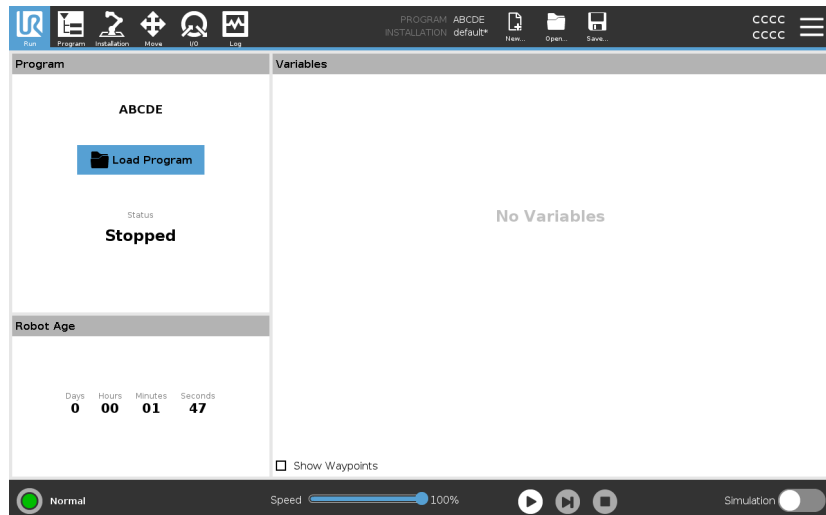 UR
PROGRAM ABCDE
INSTALLATION default*
CCCC
CCCC
Run Program Installation Move I/O Log New... Open... Save...
Program
ABCDE
Load Program
Status
Stopped
Robot Age
Days Hours Minutes Seconds
0 00 01 47
Variables
No Variables
Show Waypoints
Normal Speed 100% Simulation